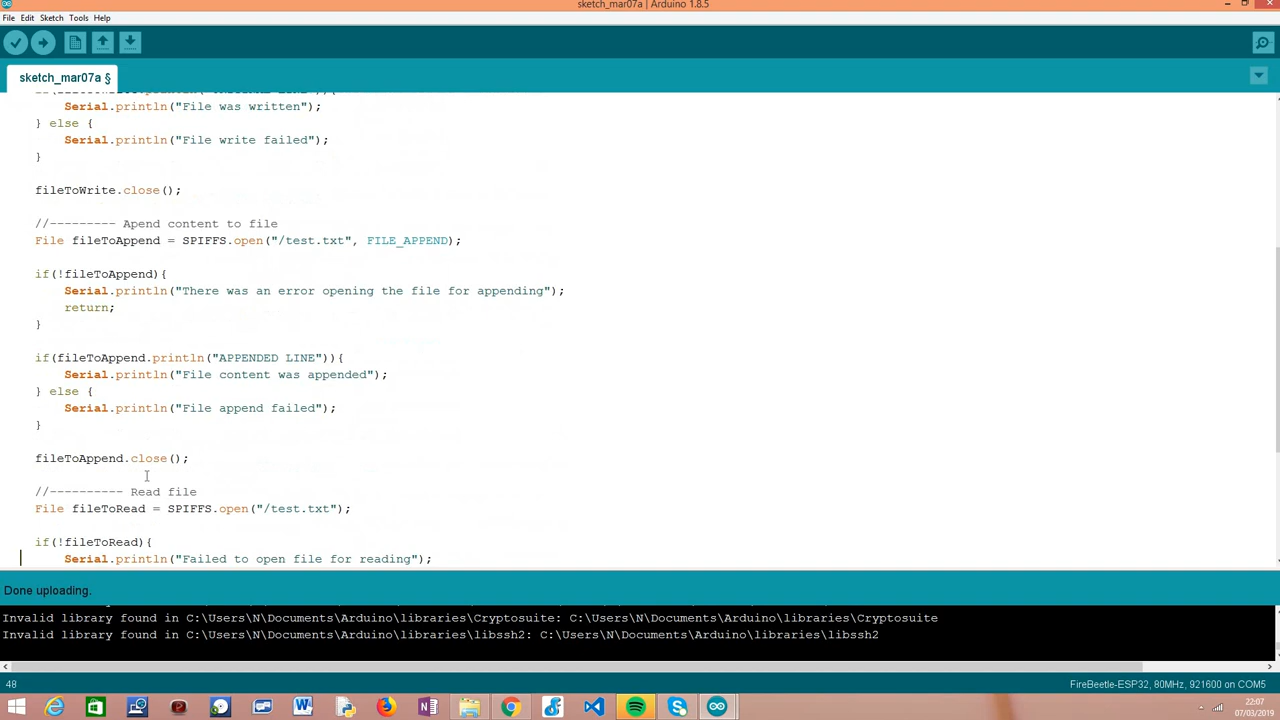 sketch_mar07a | Arduino 1.8.5
File Edit Sketch Tools Help
sketch_mar07a §
Serial.println("File was written");
} else {
Serial.println("File write failed");
}
fileToWrite.close();
//--------- Apend content to file
File fileToAppend = SPIFFS.open("/test.txt", FILE_APPEND);
if(!fileToAppend){
Serial.println("There was an error opening the file for appending");
return;
}
if(fileToAppend.println("APPENDED LINE")){
Serial.println("File content was appended");
} else {
Serial.println("File append failed");
}
fileToAppend.close();
//---------- Read file
File fileToRead = SPIFFS.open("/test.txt");
if(!fileToRead){
Serial.println("Failed to open file for reading");
Done uploading.
Invalid library found in C:\Users\N\Documents\Arduino\libraries\Cryptosuite: C:\Users\N\Documents\Arduino\libraries\Cryptosuite
Invalid library found in C:\Users\N\Documents\Arduino\libraries\libssh2: C:\Users\N\Documents\Arduino\libraries\libssh2
48
FireBeetle-ESP32, 80MHz, 921600 on COM5
22:07
07/03/2019